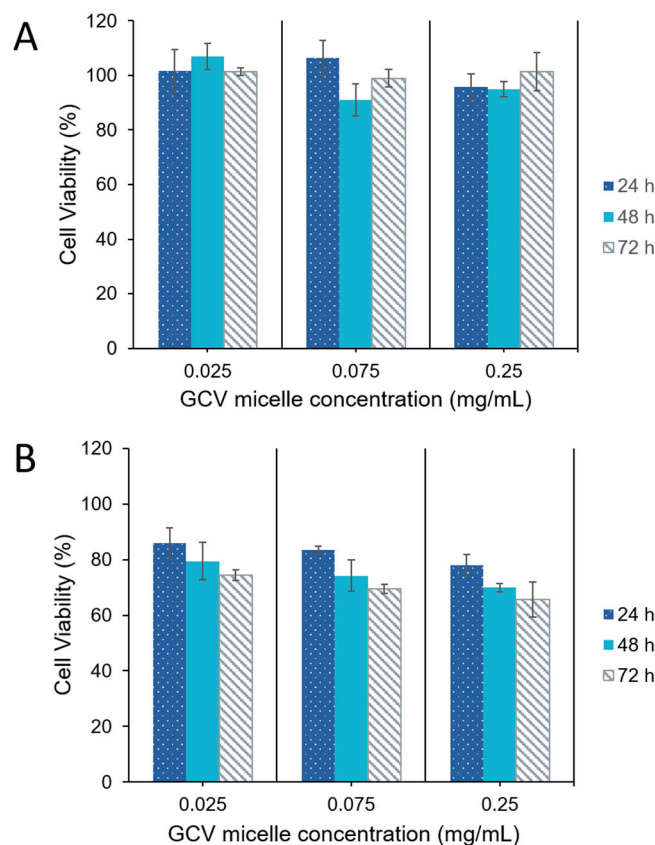 A
120
100
80
60
40
20
0
Cell Viability (%)
0.025 0.075 0.25
GCV micelle concentration (mg/mL)
24 h
48 h
72 h
B
120
100
80
60
40
20
0
Cell Viability (%)
0.025 0.075 0.25
GCV micelle concentration (mg/mL)
24 h
48 h
72 h